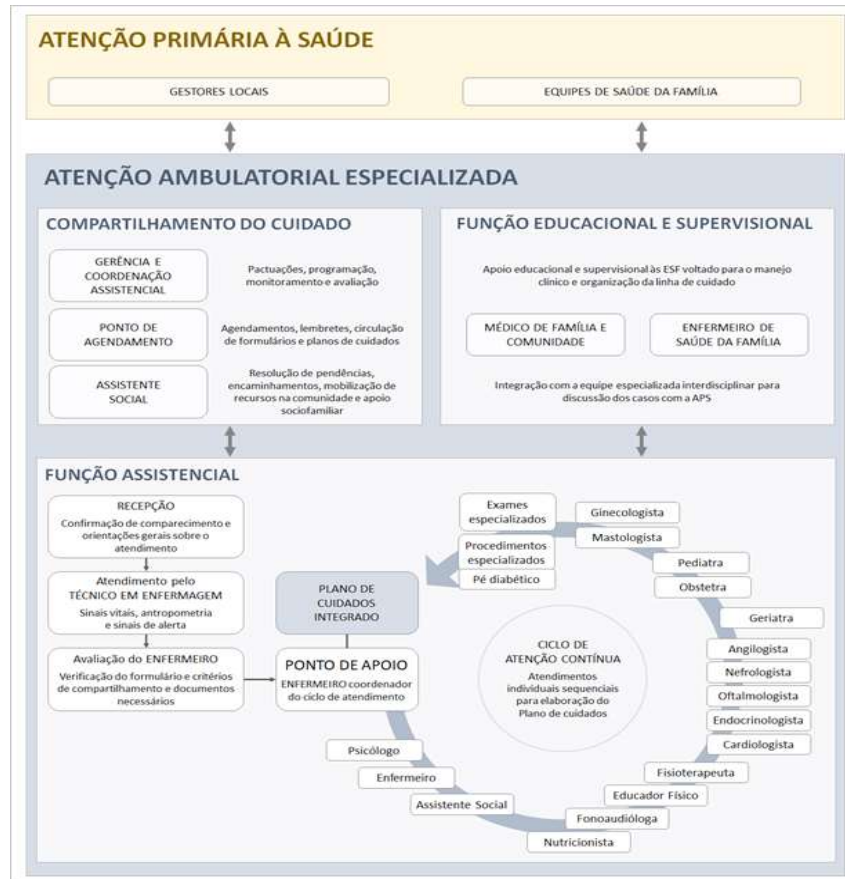 ATENÇÃO PRIMÁRIA À SAÚDE
GESTORES LOCAIS
EQUIPES DE SAÚDE DA FAMÍLIA
ATENÇÃO AMBULATORIAL ESPECIALIZADA
COMPARTILHAMENTO DO CUIDADO
GERÊNCIA E
COORDENAÇÃO
ASSISTENCIAL
Pactuações, programação,
monitoramento e avaliação
PONTO DE
AGENDAMENTO
Agendamentos, lembretes, circulação
de formulários e planos de cuidados
ASSISTENTE
SOCIAL
Resolução de pendências,
encaminhamentos, mobilização de
recursos na comunidade e apoio
sociofamiliar
FUNÇÃO EDUCACIONAL E SUPERVISIONAL
Apoio educacional e supervisional às ESF voltado para o manejo
clínico e organização da linha de cuidado
MÉDICO DE FAMÍLIA E
COMUNIDADE
ENFERMEIRO DE
SAÚDE DA FAMÍLIA
Integração com a equipe especializada interdisciplinar para
discussão dos casos com a APS
FUNÇÃO ASSISTENCIAL
RECEPÇÃO
Confirmação de comparecimento e
orientações gerais sobre o
atendimento
Atendimento pelo
TÉCNICO EM ENFERMAGEM
Sinais vitais, antropometria
e sinais de alerta
Avaliação do ENFERMEIRO
Verificação do formulário e critérios
de compartilhamento e documentos
necessários
PLANO DE
CUIDADOS
INTEGRADO
PONTO DE APOIO
ENFERMEIRO coordenador
do ciclo de atendimento
CICLO DE
ATENÇÃO CONTÍNUA
Atendimentos
individuais sequenciais
para elaboração do
Plano de cuidados
Exames
especializados
Procedimentos
especializados
Pé diabético
Ginecologista
Mastologista
Pediatra
Obstetra
Geriatra
Angilogista
Nefrologista
Oftalmologista
Endocrinologista
Cardiologista
Fisioterapeuta
Educador Físico
Fonoaudióloga
Nutricionista
Assistente Social
Enfermeiro
Psicólogo